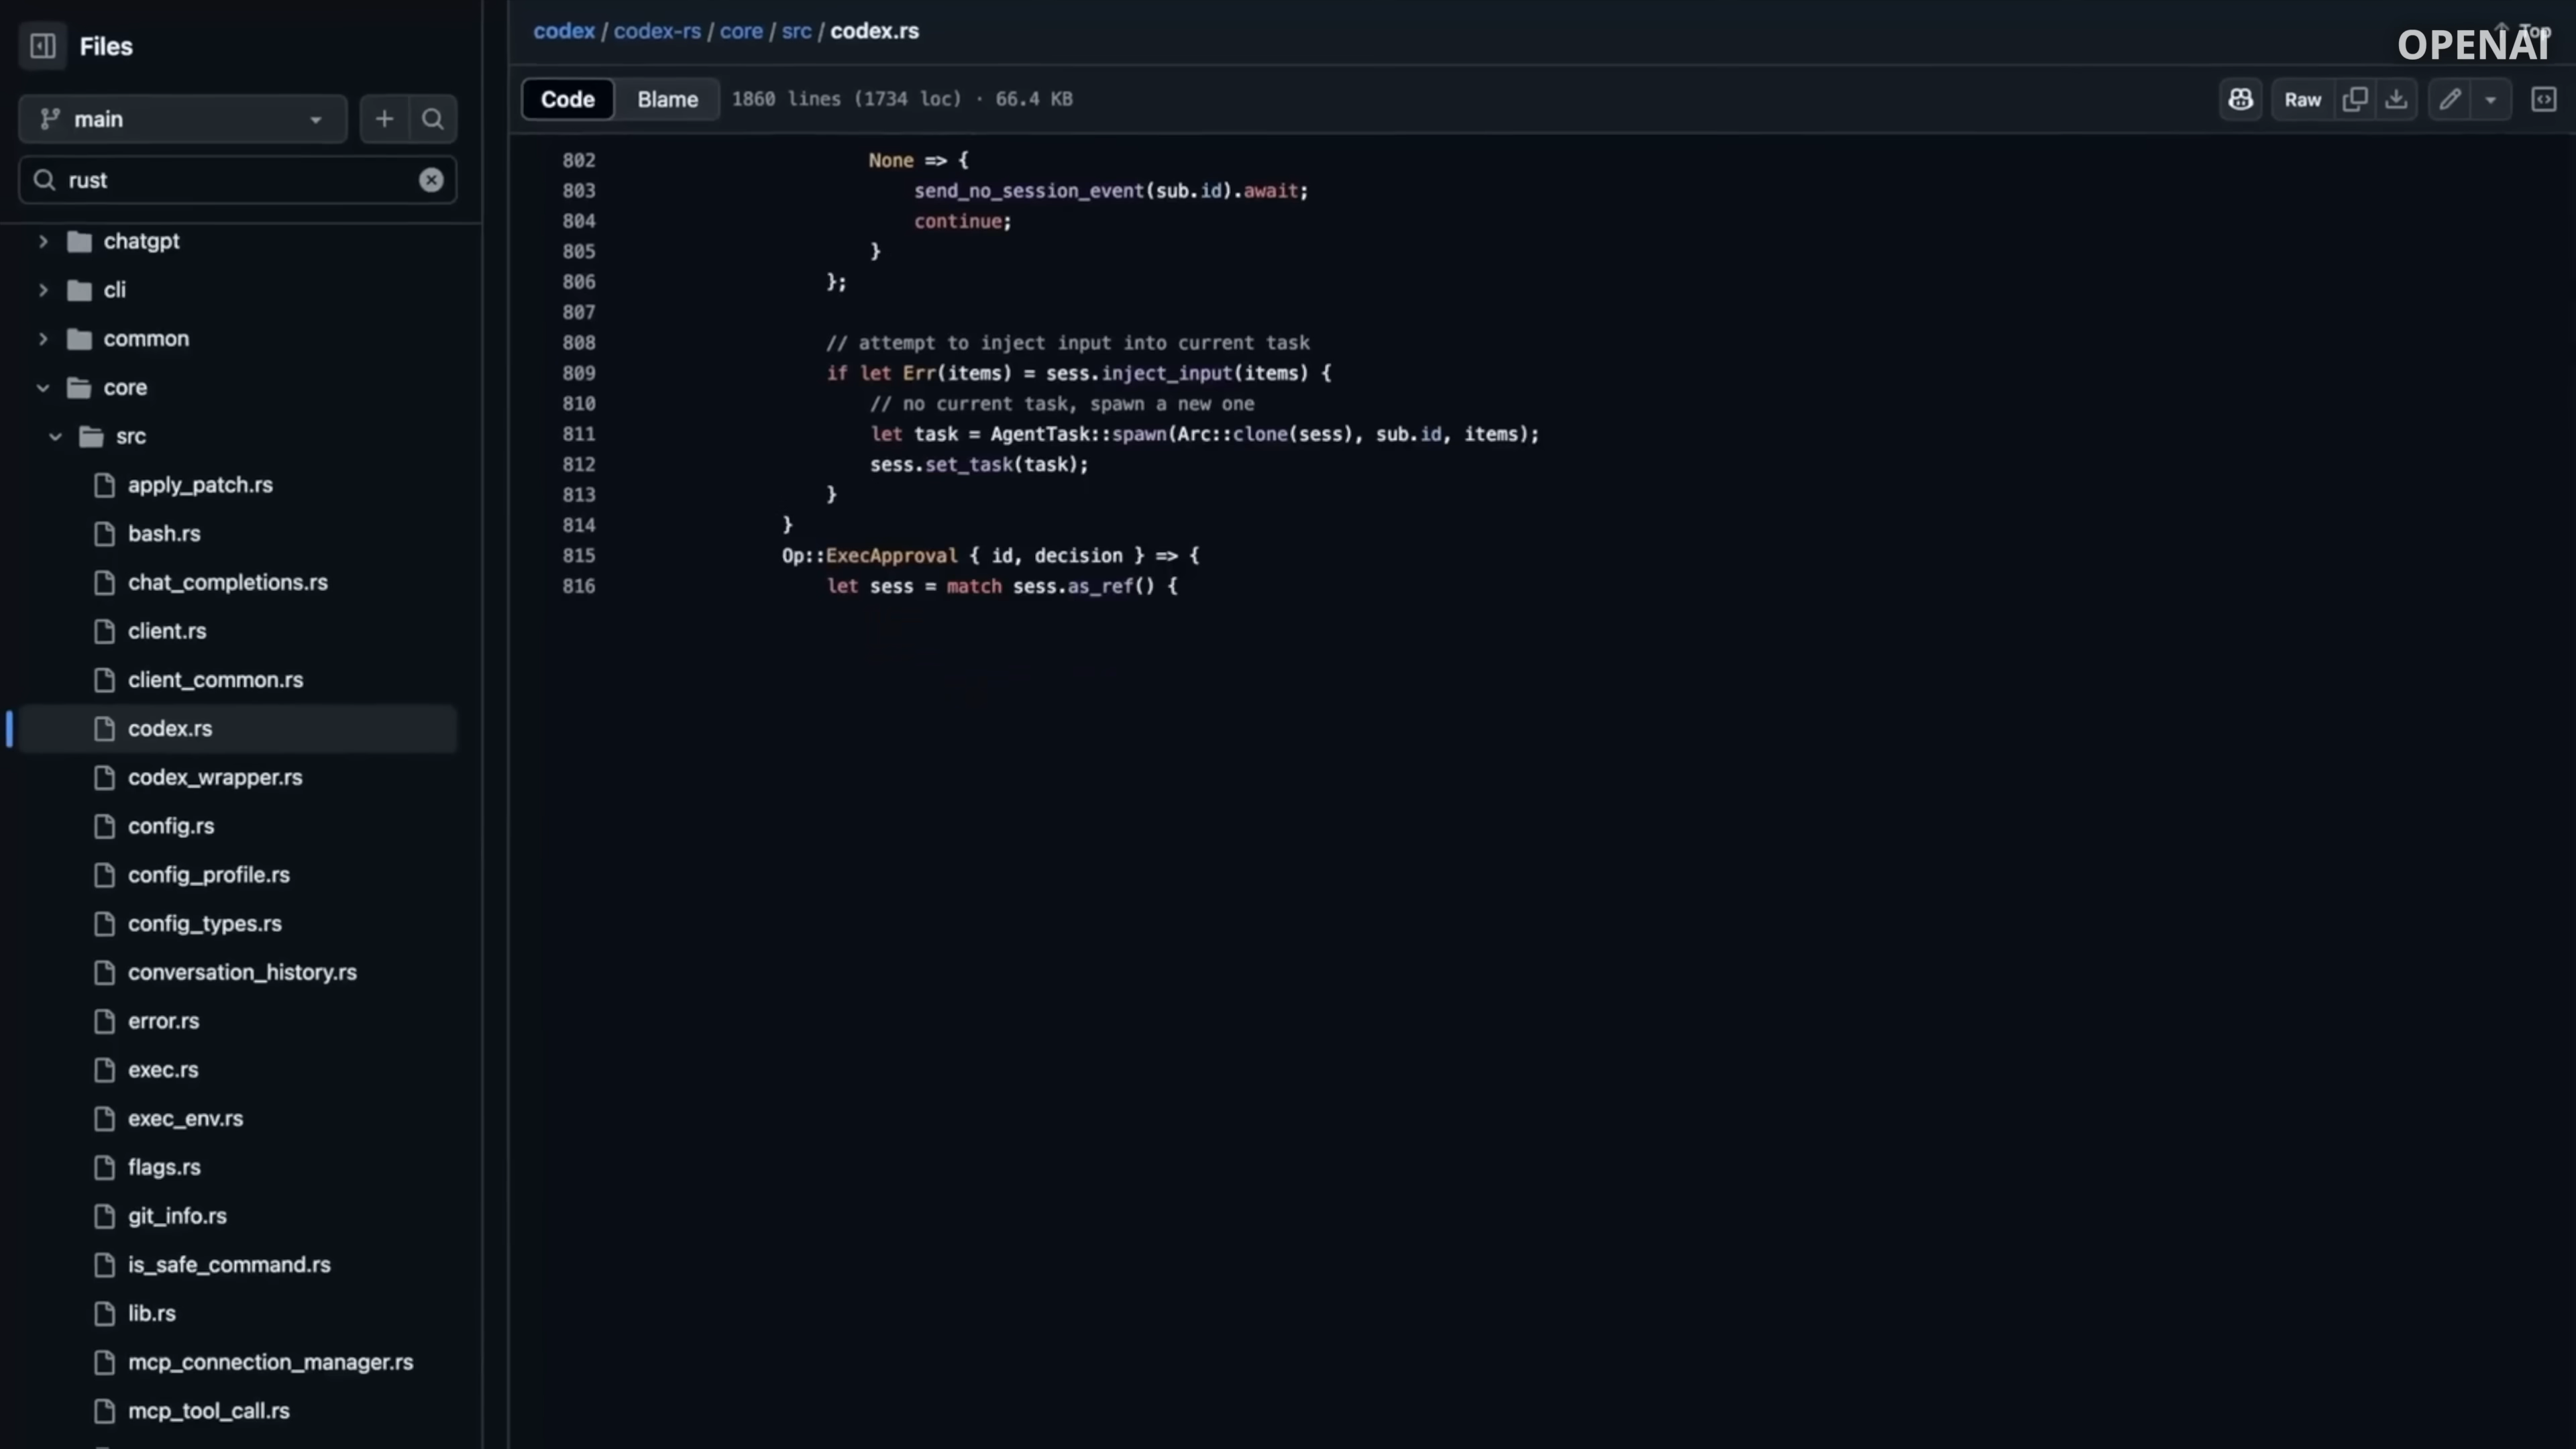 Files
main
rust
chatgpt
cli
common
core
src
apply_patch.rs
bash.rs
chat_completions.rs
client.rs
client_common.rs
codex.rs
codex_wrapper.rs
config.rs
config_profile.rs
config_types.rs
conversation_history.rs
error.rs
exec.rs
exec_env.rs
flags.rs
git_info.rs
is_safe_command.rs
lib.rs
mcp_connection_manager.rs
mcp_tool_call.rs
codex / codex-rs / core / src / codex.rs
Top
OPENAI
Code Blame 1860 lines (1734 loc) · 66.4 KB Raw
802 None => {
803 send_no_session_event(sub.id).await;
804 continue;
805 }
806 };
807
808 // attempt to inject input into current task
809 if let Err(items) = sess.inject_input(items) {
810 // no current task, spawn a new one
811 let task = AgentTask::spawn(Arc::clone(sess), sub.id, items);
812 sess.set_task(task);
813 }
814 }
815 Op::ExecApproval { id, decision } => {
816 let sess = match sess.as_ref() {